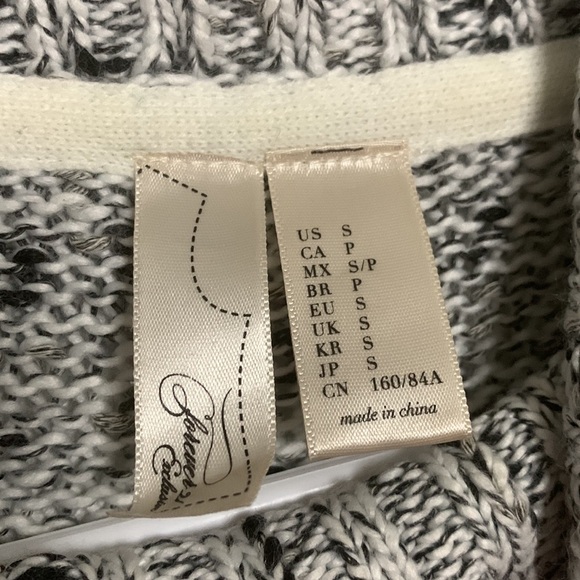 US S
CA P
MX S/P
BR P
EU S
UK S
KR S
JP S
CN 160/84A
made in china